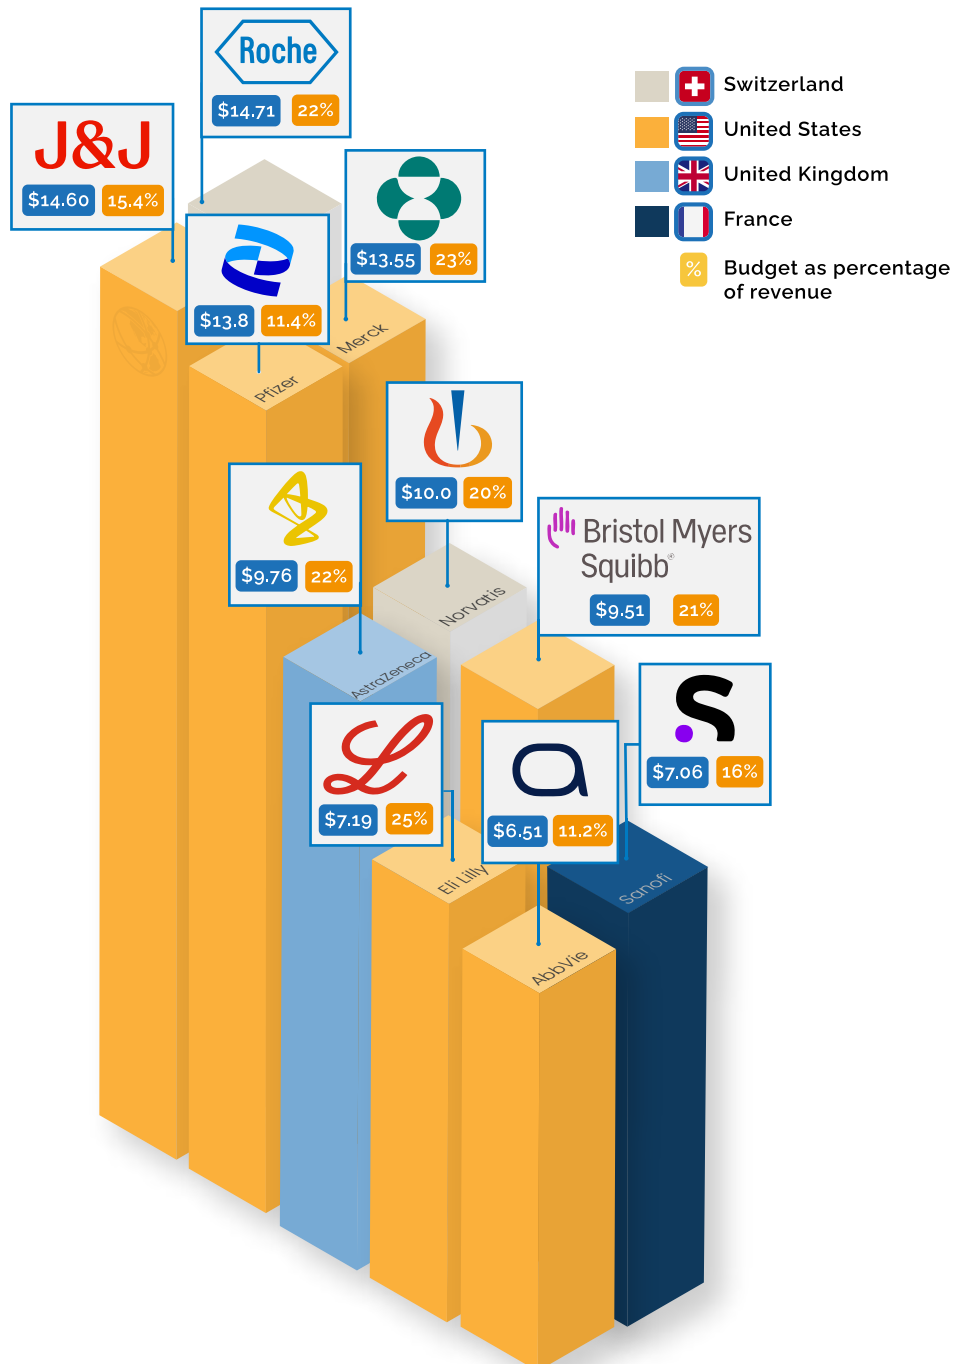 Roche
$14.71 22%
J&J
$14.60 15.4%
$13.55 23%
$13.8 11.4%
Merck
Pfizer
Switzerland
United States
United Kingdom
France
%
Budget as percentage
of revenue
$10.0 20%
Norvatis
$9.76 22%
AstraZeneca
Bristol Myers
Squibb®
$9.51 21%
$7.06 16%
Sanofi
$7.19 25%
Eli Lilly
$6.51 11.2%
AbbVie